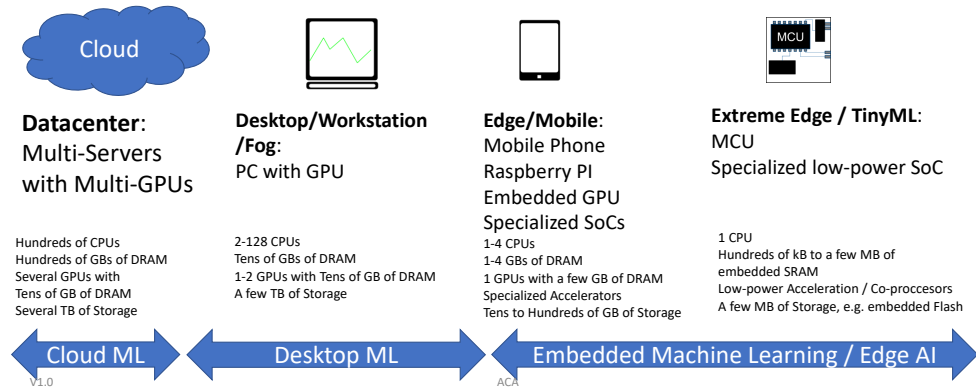 Cloud
MCU
Datacenter:
Multi-Servers
with Multi-GPUs
Hundreds of CPUs
Hundreds of GBs of DRAM
Several GPUs with
Tens of GB of DRAM
Several TB of Storage
Desktop/Workstation
/Fog:
PC with GPU
2-128 CPUs
Tens of GBs of DRAM
1-2 GPUs with Tens of GB of DRAM
A few TB of Storage
Edge/Mobile:
Mobile Phone
Raspberry PI
Embedded GPU
Specialized SoCs
1-4 CPUs
1-4 GBs of DRAM
1 GPUs with a few GB of DRAM
Specialized Accelerators
Tens to Hundreds of GB of Storage
Extreme Edge / TinyML:
MCU
Specialized low-power SoC
1 CPU
Hundreds of kB to a few MB of
embedded SRAM
Low-power Acceleration / Co-proccesors
A few MB of Storage, e.g. embedded Flash
Cloud ML
Desktop ML
Embedded Machine Learning / Edge AI
V1.0
ACA